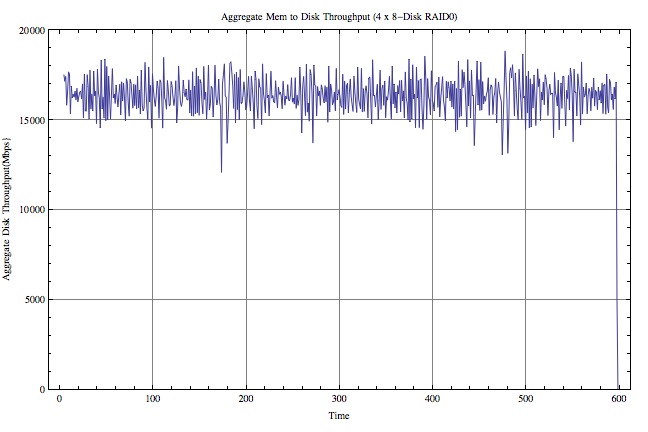 Aggregate Mem to Disk Throughput (4 x 8−Disk RAID0)
20000
15000
10000
5000
0
Aggregate Disk Throughput(Mbps)
0 100 200 300 400 500 600
Time